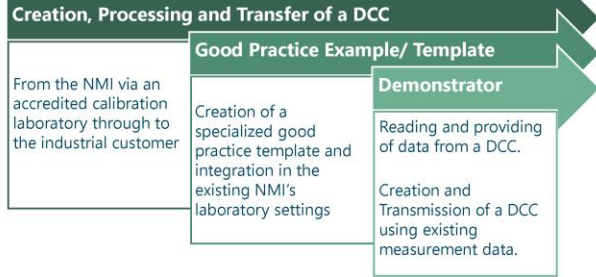 Creation, Processing and Transfer of a DCC
From the NMI via an
accredited calibration
laboratory through to
the industrial customer
Good Practice Example/ Template
Creation of a
specialized good
practice template and
integration in the
existing NMI's
laboratory settings
Demonstrator
Reading and providing
of data from a DCC.
Creation and
Transmission of a DCC
using existing
measurement data.